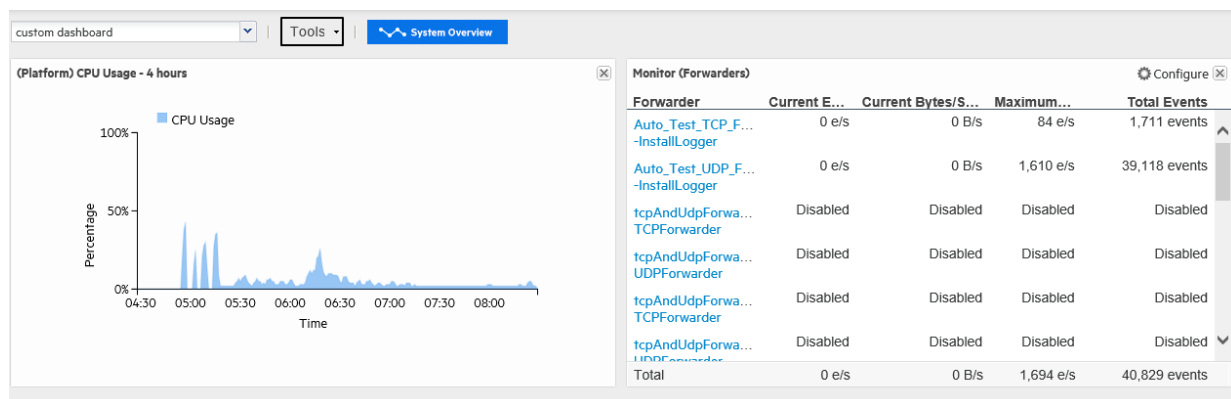 custom dashboard
Tools
System Overview
(Platform) CPU Usage - 4 hours
CPU Usage
100%
50%
0%
Percentage
04:30 05:00 05:30 06:00 06:30 07:00 07:30 08:00
Time
Monitor (Forwarders)
Configure
Forwarder Current E... Current Bytes/S... Maximum... Total Events
Auto_Test_TCP_F... 0 e/s 0 B/s 84 e/s 1,711 events
-InstallLogger
Auto_Test_UDP_F... 0 e/s 0 B/s 1,610 e/s 39,118 events
-InstallLogger
tcpAndUdpForwa... Disabled Disabled Disabled Disabled
TCPForwarder
tcpAndUdpForwa... Disabled Disabled Disabled Disabled
UDPForwarder
tcpAndUdpForwa... Disabled Disabled Disabled Disabled
TCPForwarder
tcpAndUdpForwa... Disabled Disabled Disabled Disabled
UDPForwarder
Total 0 e/s 0 B/s 1,694 e/s 40,829 events